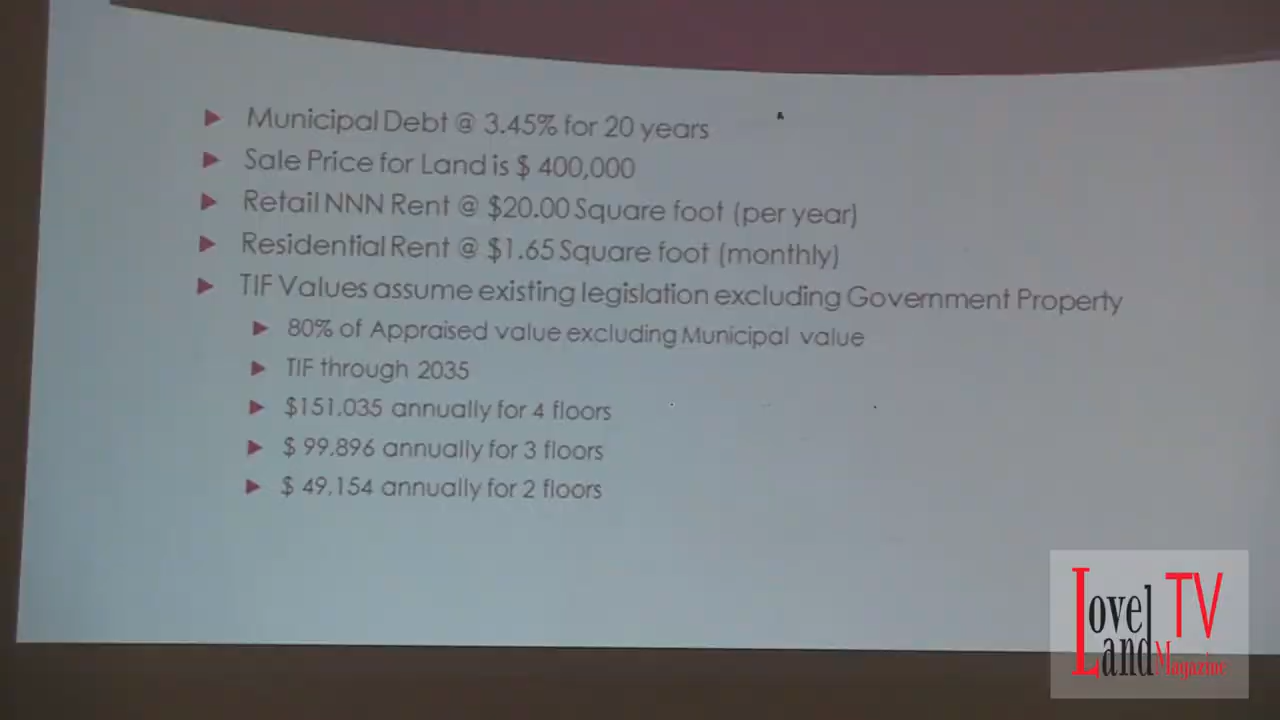 Municipal Debt @ 3.45% for 20 years
Sale Price for Land is $ 400,000
Retail NNN Rent @ $20.00 Square foot (per year)
Residential Rent @ $1.65 Square foot (monthly)
TIF Values assume existing legislation excluding Government Property
80% of Appraised value excluding Municipal value
TIF through 2035
$151,035 annually for 4 floors
$ 99,896 annually for 3 floors
$ 49,154 annually for 2 floors
Love TV
Land Magazine